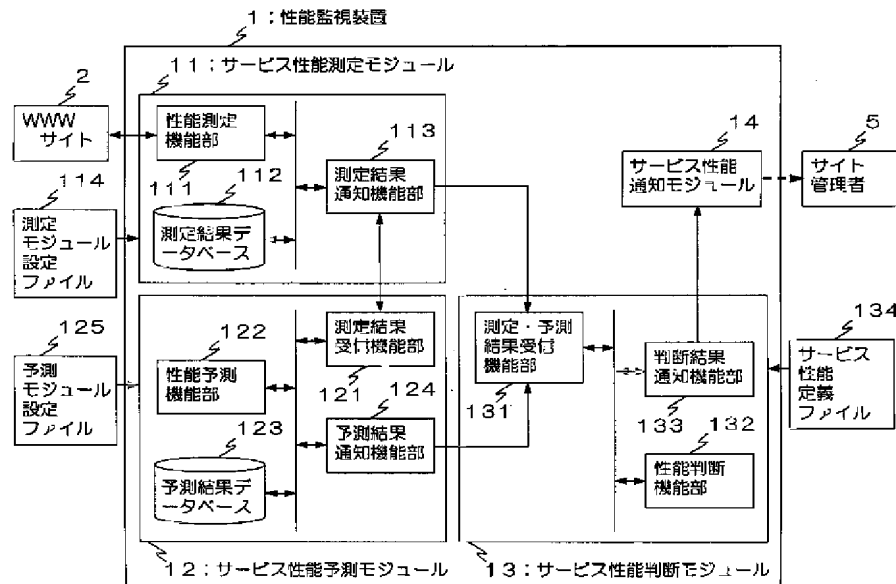 1：性能監視装置
11：サービス性能測定モジュール
2
WWW
サイト
性能測定
機能部
111
112
測定結果デ
ータベース
113
測定結果
通知機能部
14
サービス性能
通知モジュール
5
サイト
管理者
114
測定
モジュール
設定
ファイル
125
予測
モジュール
設定
ファイル
122
性能予測
機能部
測定結果
受付機能部
121
124
予測結果
通知機能部
123
予測結果デ
ータベース
測定・予測
結果受付
機能部
131
判断結果
通知機能部
133
132
性能判断
機能部
134
サービス
性能
定義
ファイル
12：サービス性能予測モジュール
13：サービス性能判断モジュール